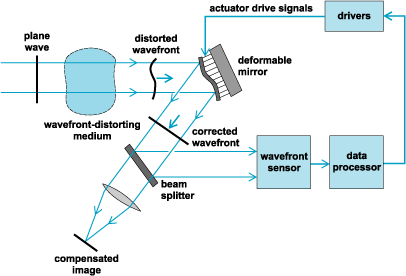 actuator drive signals
drivers
plane
wave
distorted
wavefront
deformable
mirror
wavefront-distorting
medium
corrected
wavefront
wavefront
sensor
data
processor
beam
splitter
compensated
image